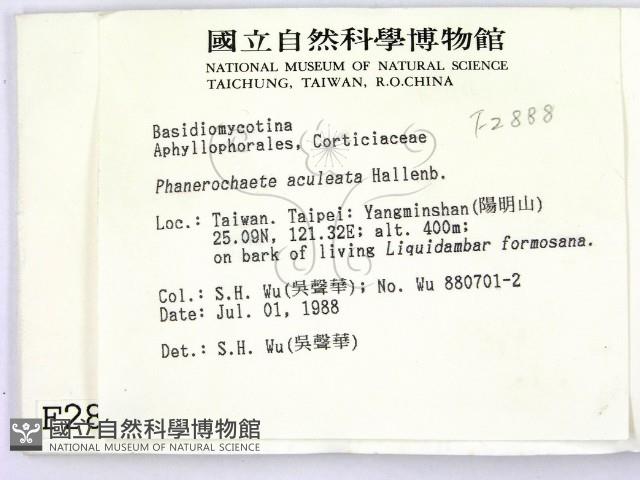 國立自然科學博物館
NATIONAL MUSEUM OF NATURAL SCIENCE
TAICHUNG, TAIWAN, R.O.CHINA
F-2888
Basidiomycotina
Aphyllophorales, Corticiaceae
Phanerochaete aculeata Hallenb.
Loc.: Taiwan. Taipei: Yangminshan(陽明山)
25.09N, 121.32E; alt. 400m;
on bark of living Liquidambar formosana.
Col.: S.H. Wu(吳聲華); No. Wu 880701-2
Date: Jul. 01, 1988
Det.: S.H. Wu(吳聲華)
F28
國立自然科學博物館
NATIONAL MUSEUM OF NATURAL SCIENCE